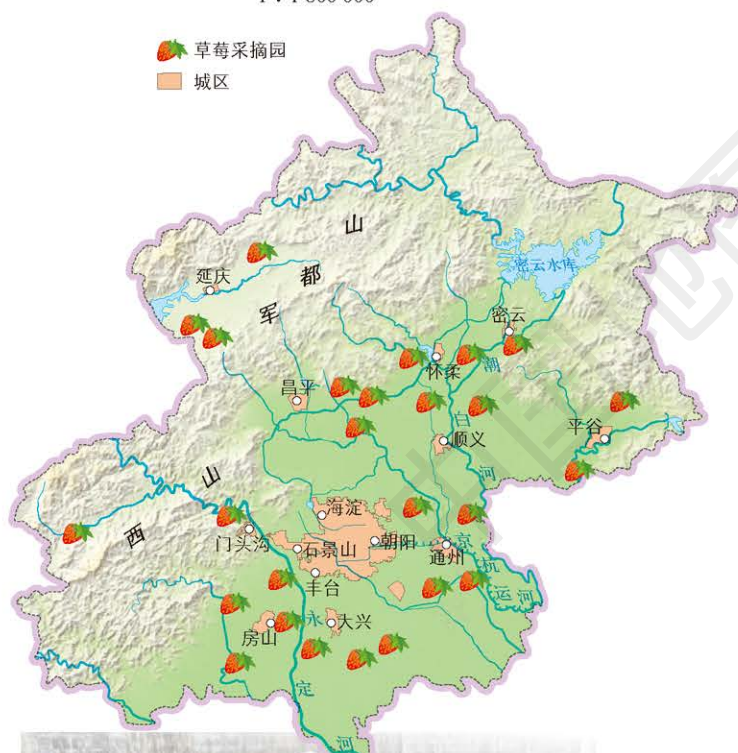 草莓采摘园
城区
山
都
军
延庆
密云水库
密云
怀柔
潮
白
河
昌平
顺义
平谷
山
西
海淀
门头沟
石景山
朝阳
京
杭
运
河
通州
丰台
永
定
河
房山
大兴